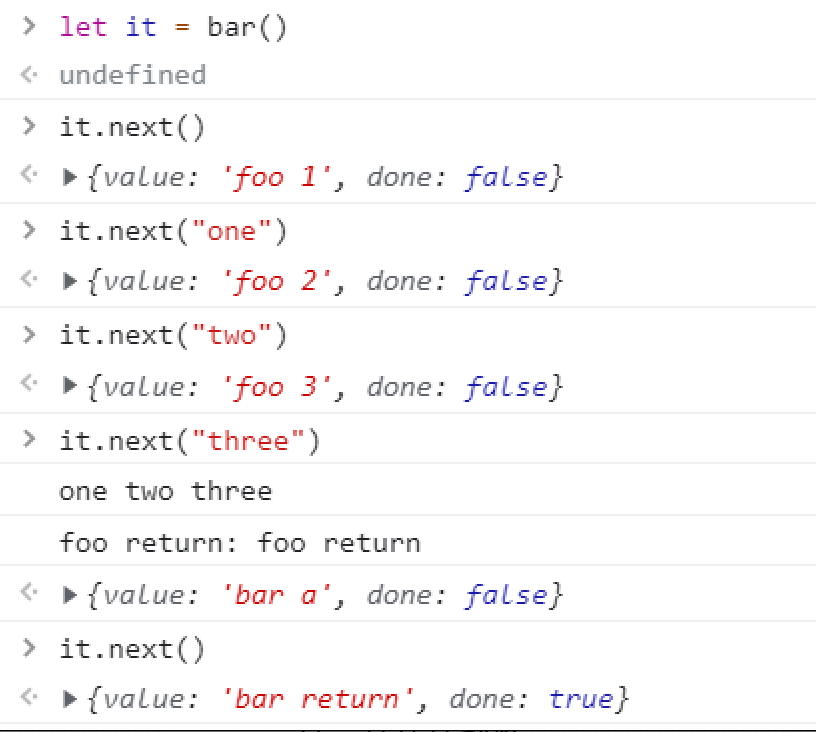 > let it = bar()
<· undefined
> it.next()
<· ▶{value: 'foo 1', done: false}
> it.next("one")
<· ▶{value: 'foo 2', done: false}
> it.next("two")
<· ▶{value: 'foo 3', done: false}
> it.next("three")
one two three
foo return: foo return
<· ▶{value: 'bar a', done: false}
> it.next()
<· ▶{value: 'bar return', done: true}